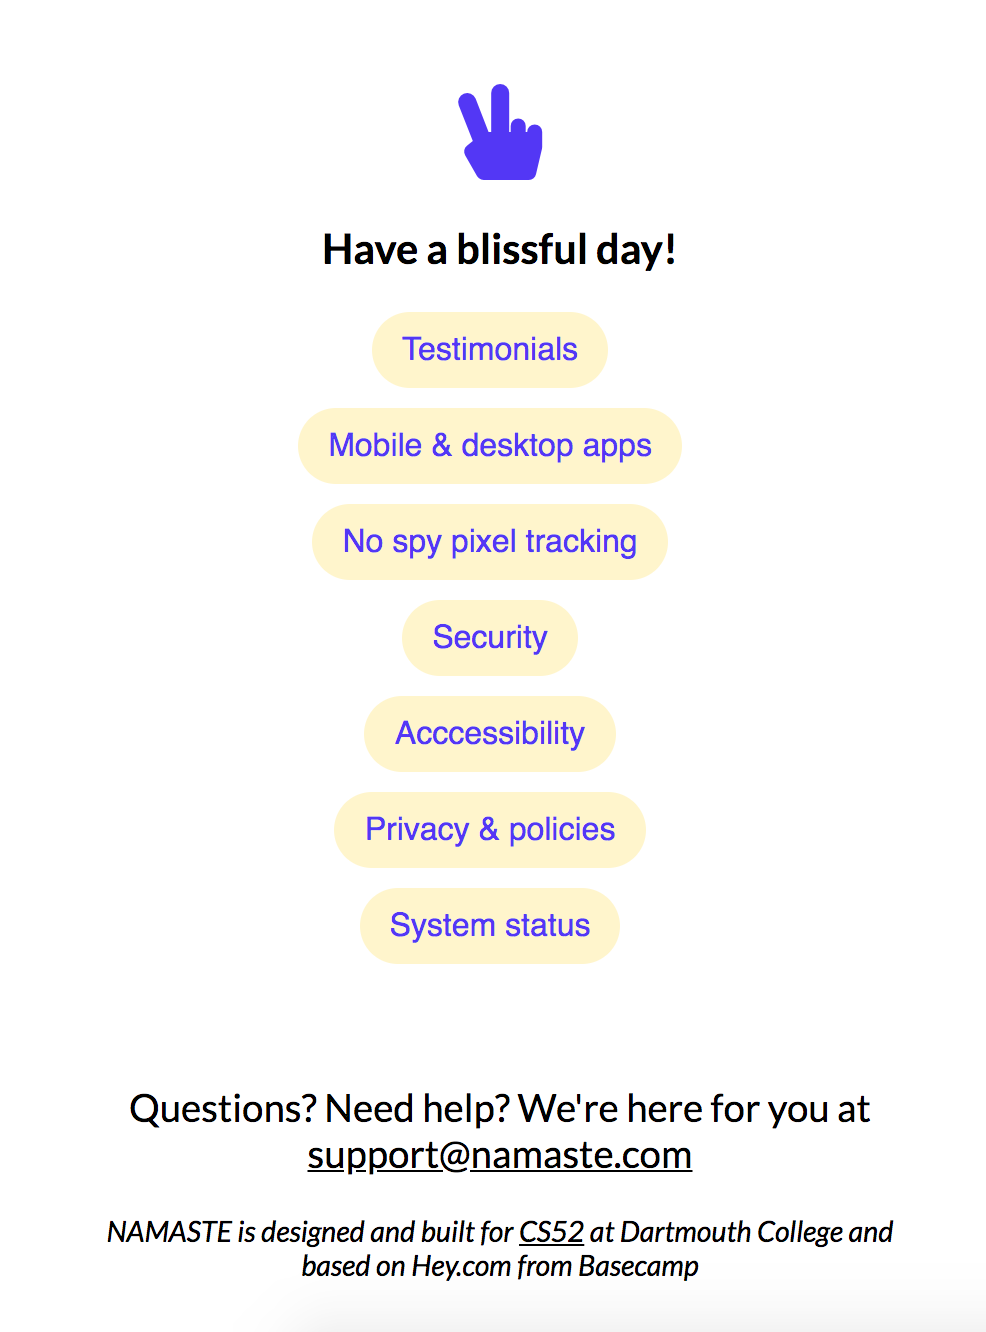 Have a blissful day!
Testimonials
Mobile & desktop apps
No spy pixel tracking
Security
Acccessibility
Privacy & policies
System status
Questions? Need help? We're here for you at
support@namaste.com
NAMASTE is designed and built for CS52 at Dartmouth College and
based on Hey.com from Basecamp